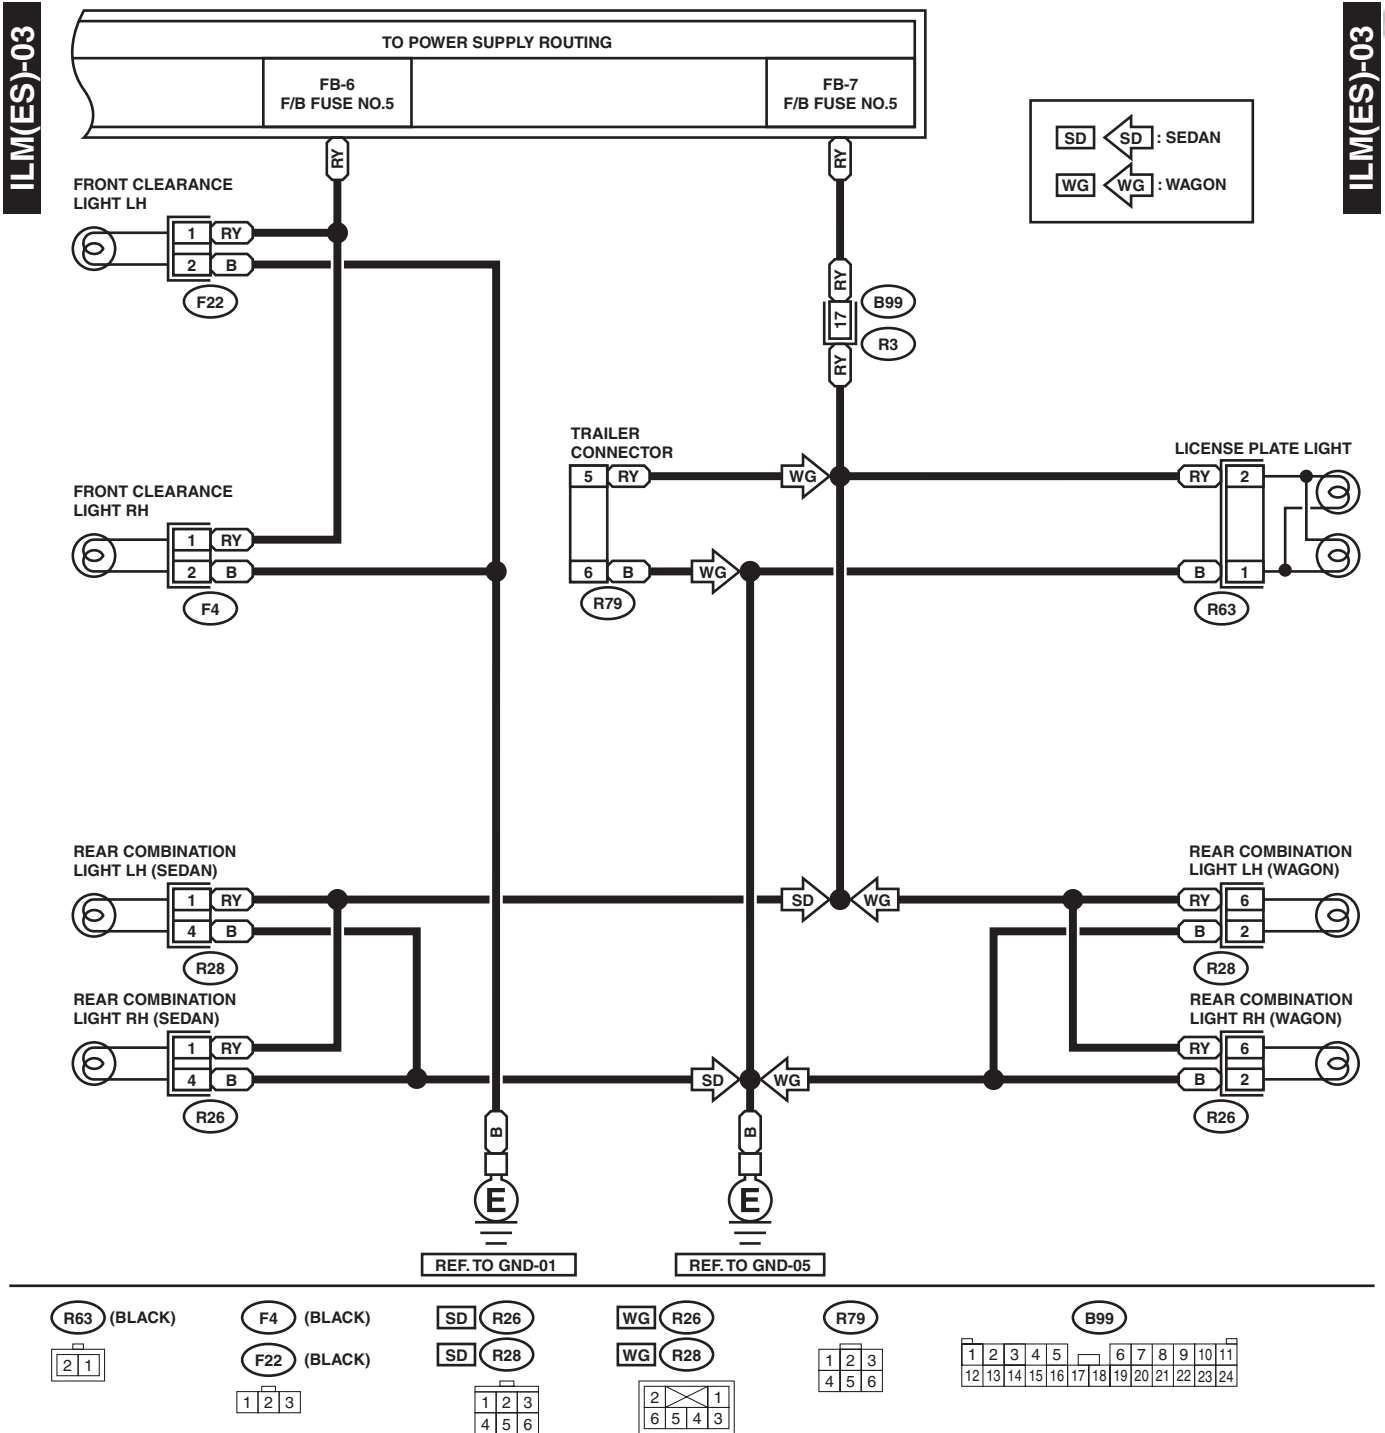 ILM(ES)-03
ILM(ES)-03
TO POWER SUPPLY ROUTING
FB-6
F/B FUSE NO.5
FB-7
F/B FUSE NO.5
SD SD : SEDAN
WG WG : WAGON
RY
RY
FRONT CLEARANCE
LIGHT LH
1 RY
2 B
F22
RY
17
B99
R3
RY
TRAILER
CONNECTOR
5 RY WG
6 B WG
R79
LICENSE PLATE LIGHT
RY 2
B 1
R63
FRONT CLEARANCE
LIGHT RH
1 RY
2 B
F4
REAR COMBINATION
LIGHT LH (SEDAN)
1 RY SD
4 B
R28
REAR COMBINATION
LIGHT RH (SEDAN)
1 RY
4 B SD
R26
REAR COMBINATION
LIGHT LH (WAGON)
WG RY 6
B 2
R28
REAR COMBINATION
LIGHT RH (WAGON)
RY 6
WG B 2
R26
B
B
E
E
REF. TO GND-01
REF. TO GND-05
R63 (BLACK)
2 1
F4 (BLACK)
F22 (BLACK)
1 2 3
SD R26
SD R28
1 2 3
4 5 6
WG R26
WG R28
2 1
6 5 4 3
R79
1 2 3
4 5 6
B99
1 2 3 4 5 6 7 8 9 10 11
12 13 14 15 16 17 18 19 20 21 22 23 24